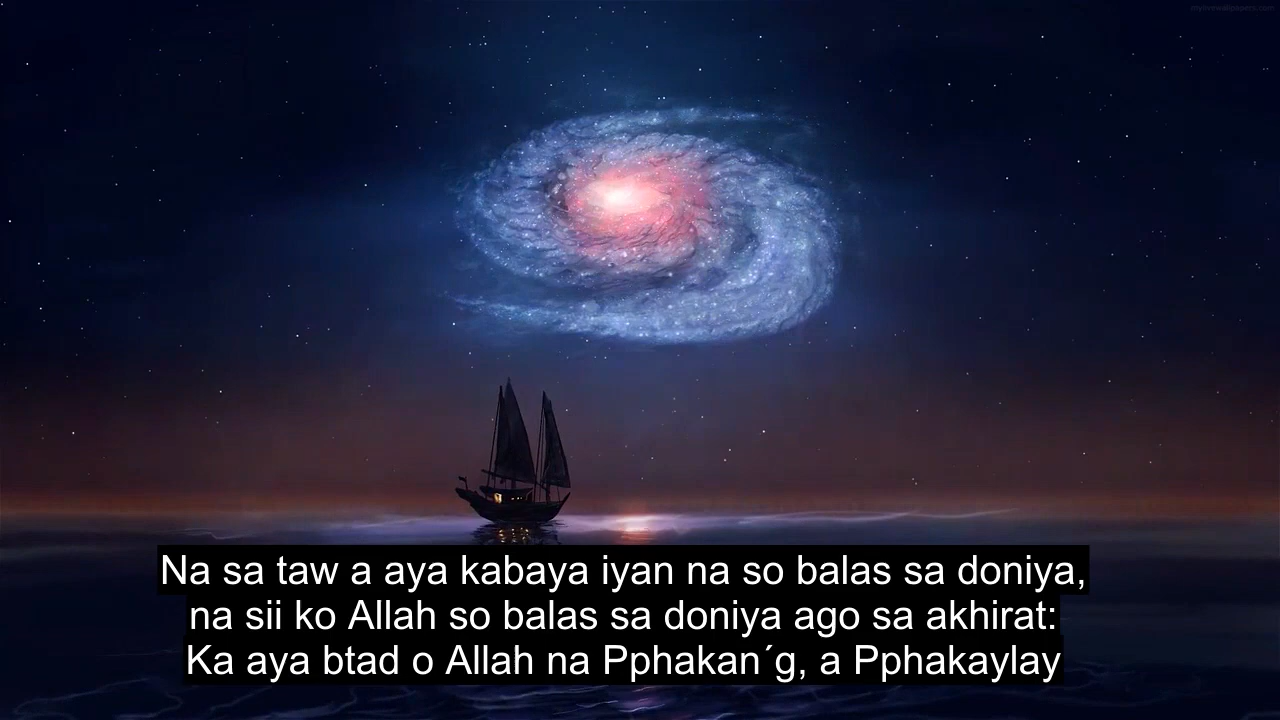 Na sa taw a aya kabaya iyan na so balas sa doniya,
na sii ko Allah so balas sa doniya ago sa akhirat:
Ka aya btad o Allah na Pphakan´g, a Pphakaylay